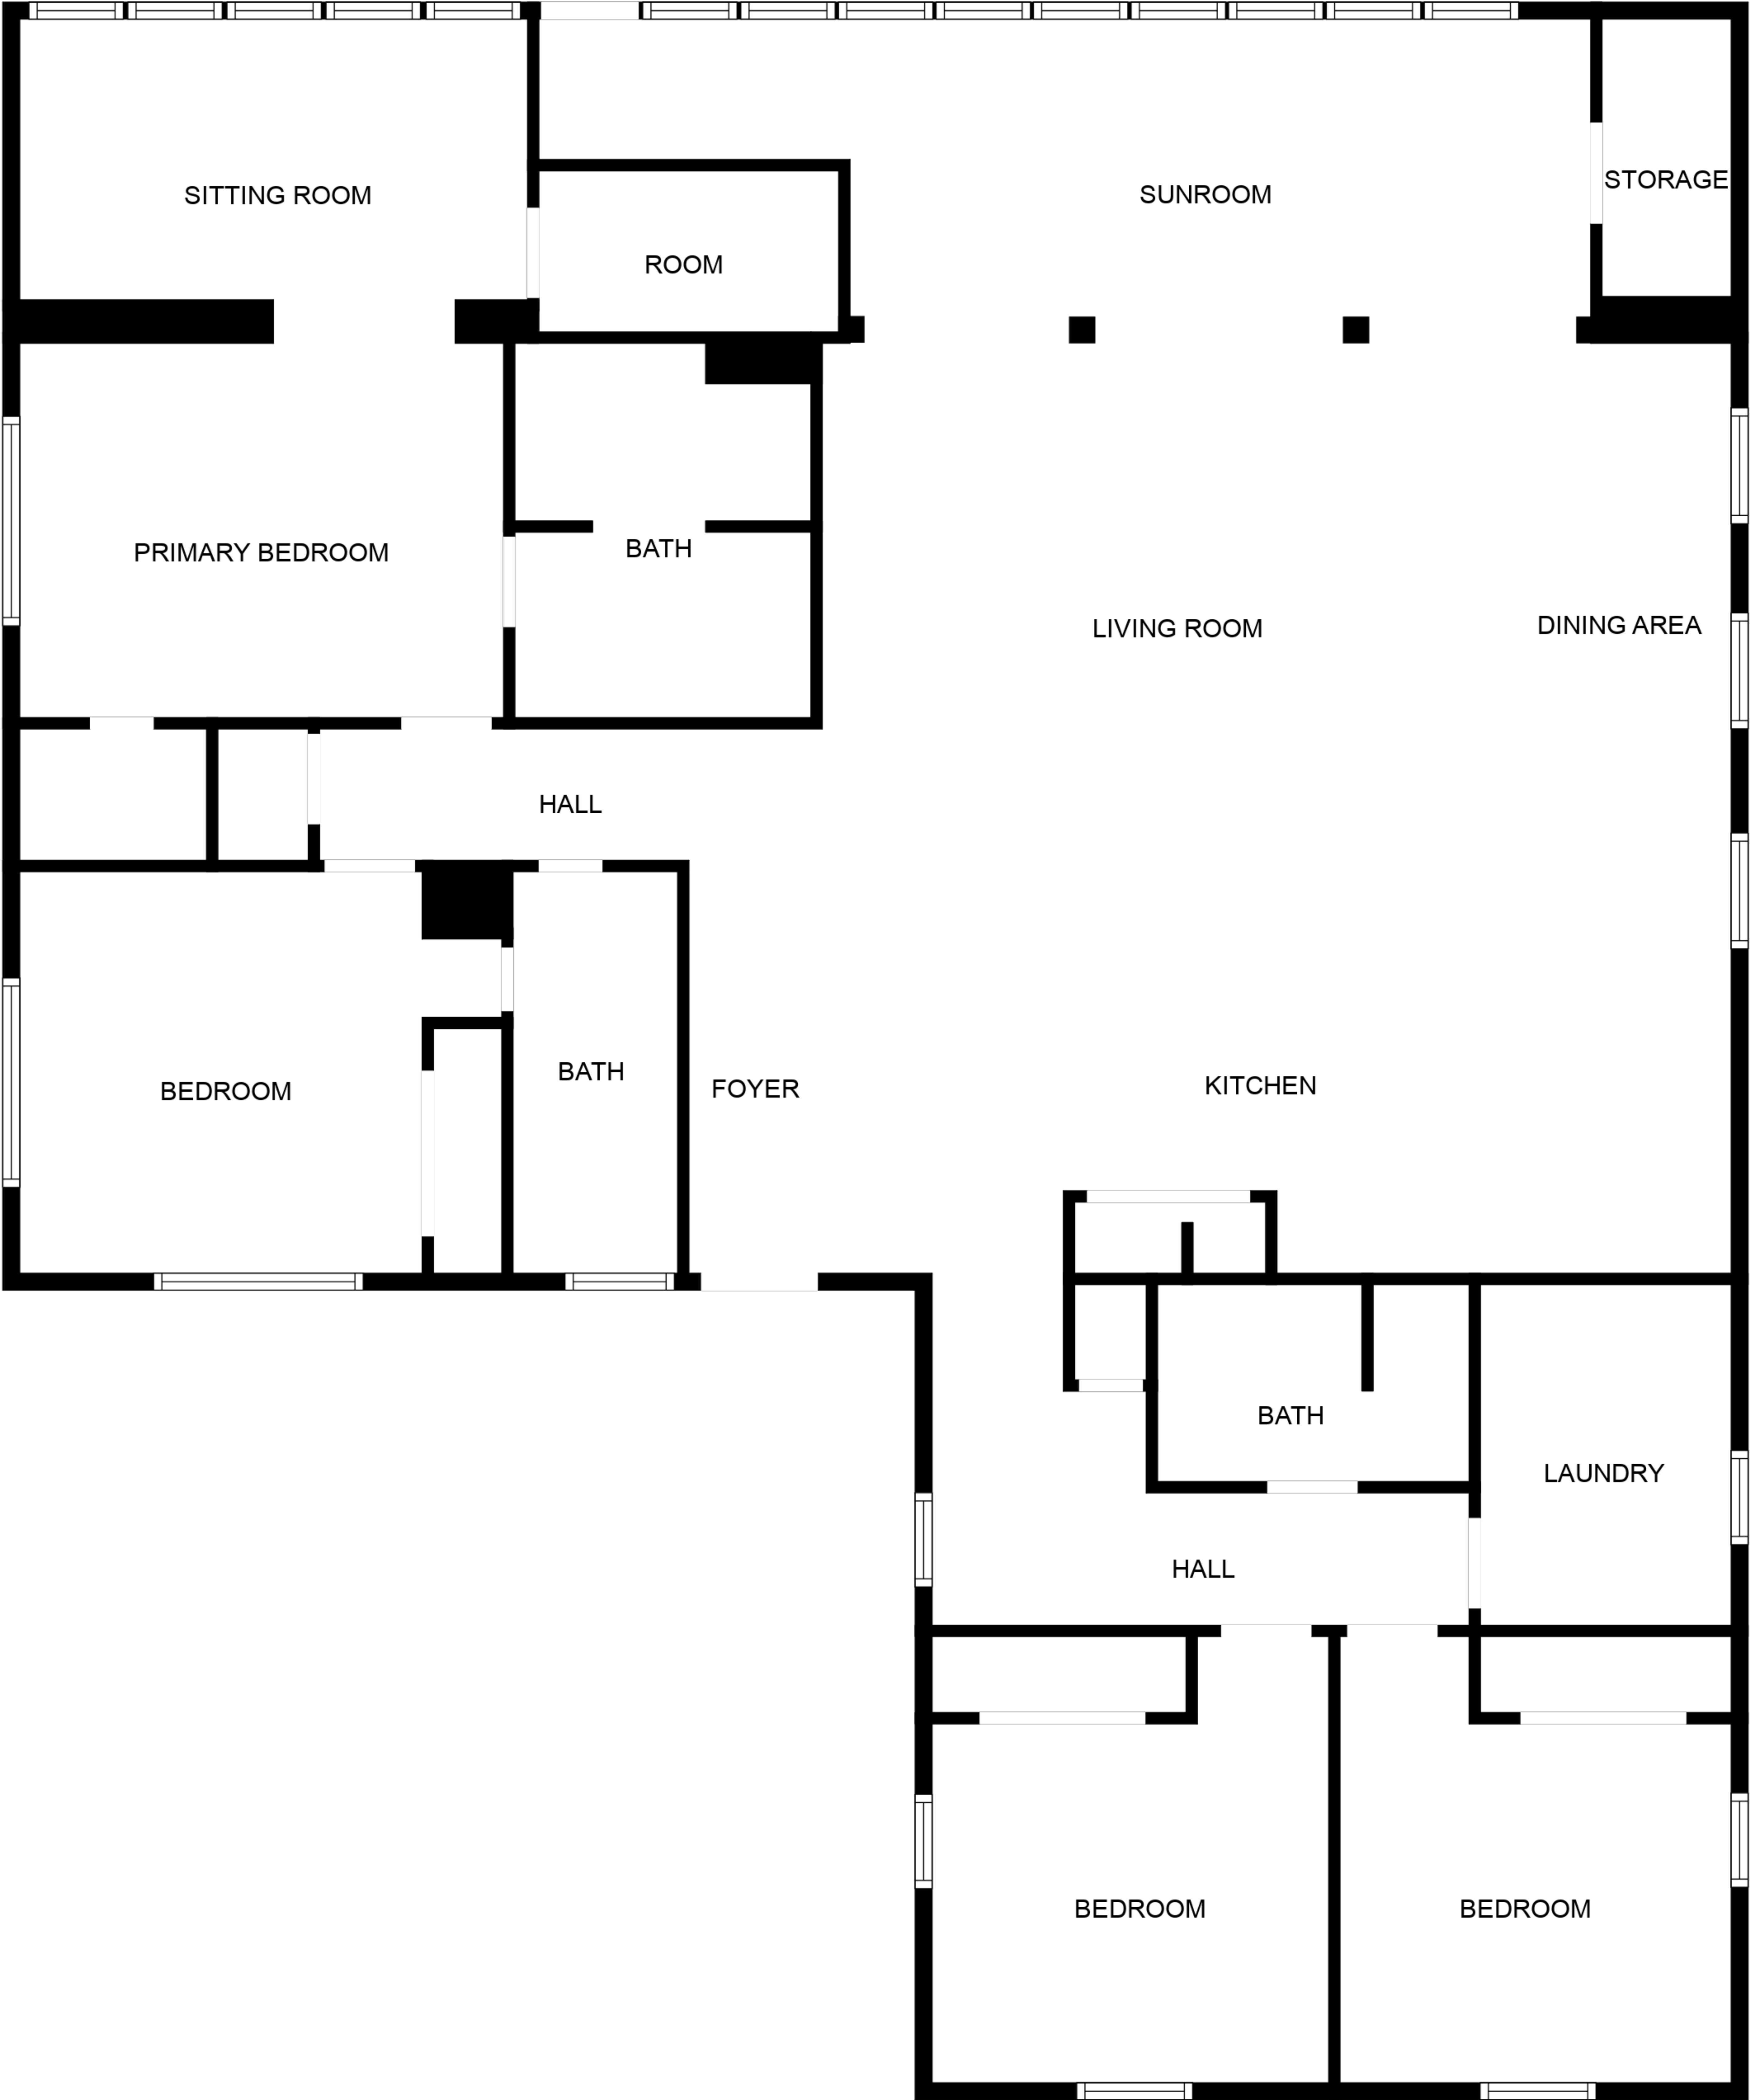 STORAGE
SITTING ROOM
SUNROOM
ROOM
BATH
PRIMARY BEDROOM
DINING AREA
LIVING ROOM
HALL
BATH
KITCHEN
FOYER
BEDROOM
BATH
LAUNDRY
HALL
BEDROOM
BEDROOM